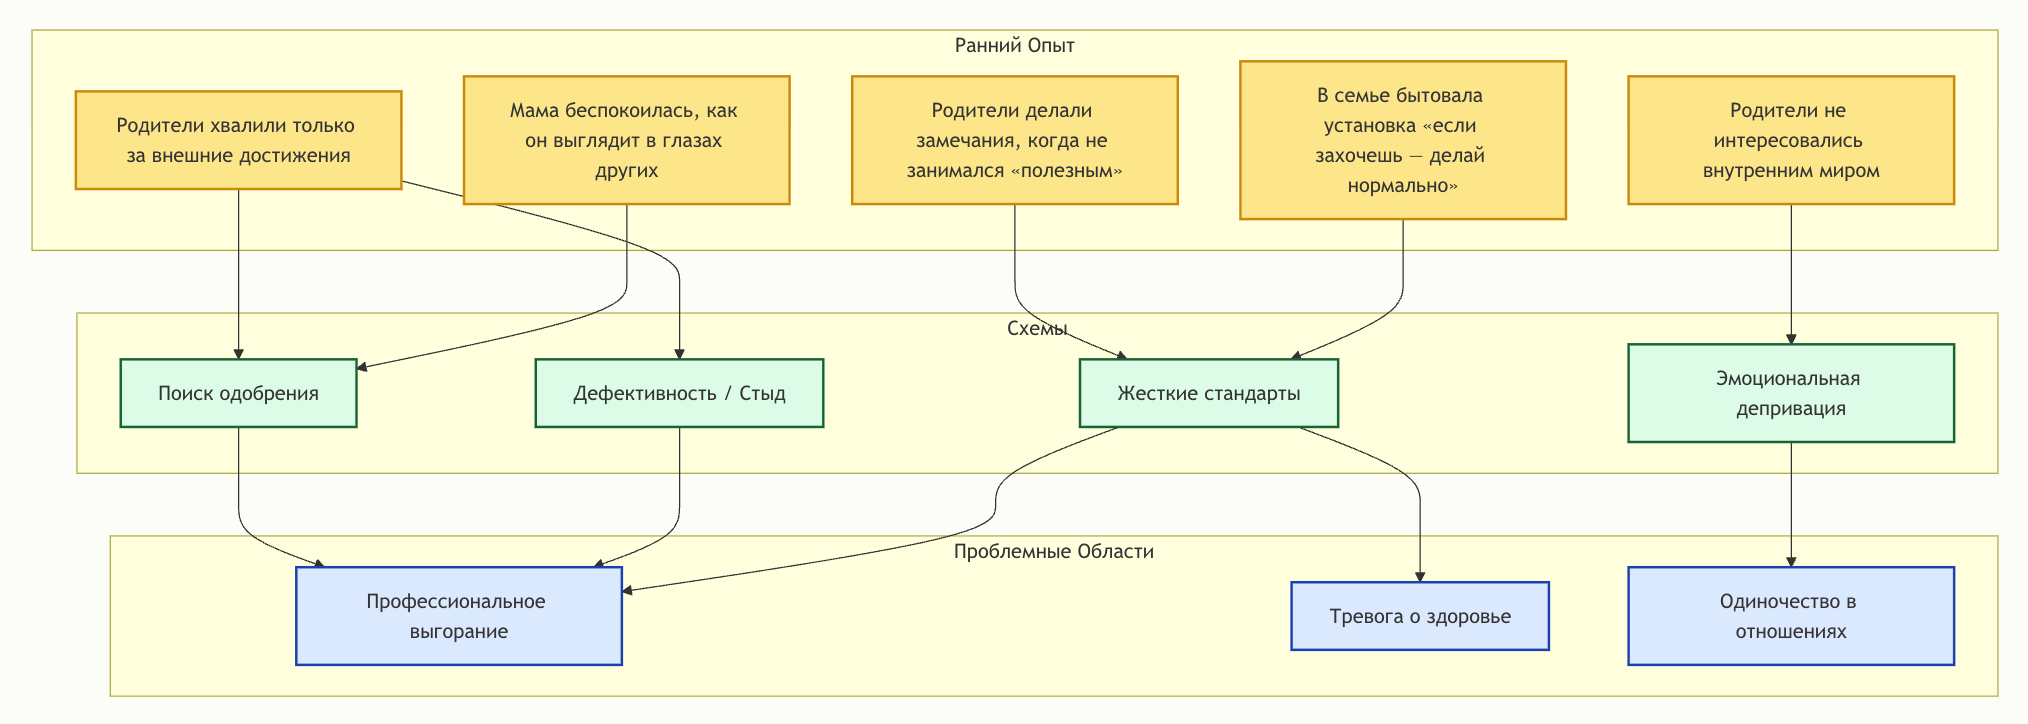 Ранний Опыт
Родители хвалили только
за внешние достижения
Мама беспокоилась, как
он выглядит в глазах
других
Родители делали
замечания, когда не
занимался «полезным»
В семье бытовала
установка «если
захочешь — делай
нормально»
Родители не
интересовались
внутренним миром
Схемы
Поиск одобрения
Дефективность / Стыд
Жесткие стандарты
Эмоциональная
депривация
Проблемные Области
Профессиональное
выгорание
Тревога о здоровье
Одиночество в
отношениях